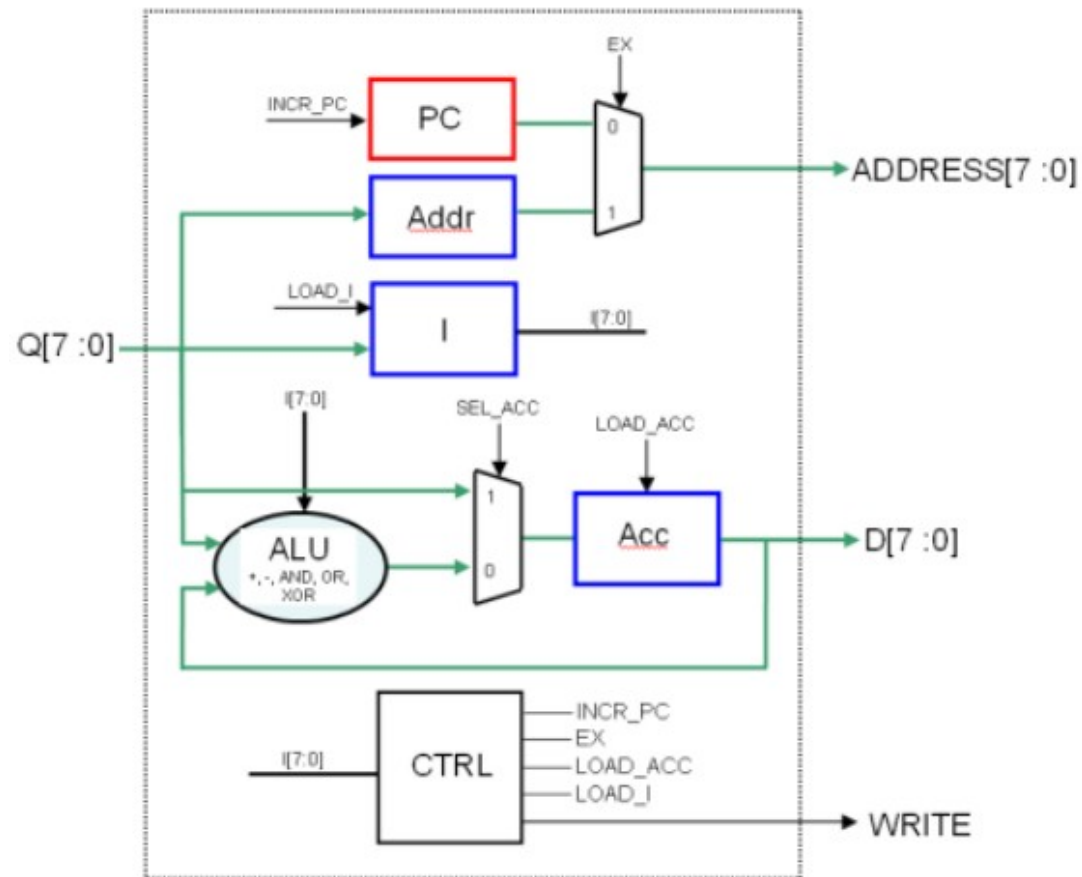 EX
INCR_PC
PC
0
ADDRESS[7 :0]
Addr
1
LOAD_I
I
I[7:0]
Q[7 :0]
I[7:0]
SEL_ACC
LOAD_ACC
1
ALU
+,-, AND, OR,
XOR
0
Acc
D[7 :0]
I[7:0]
CTRL
INCR_PC
EX
LOAD_ACC
LOAD_I
WRITE